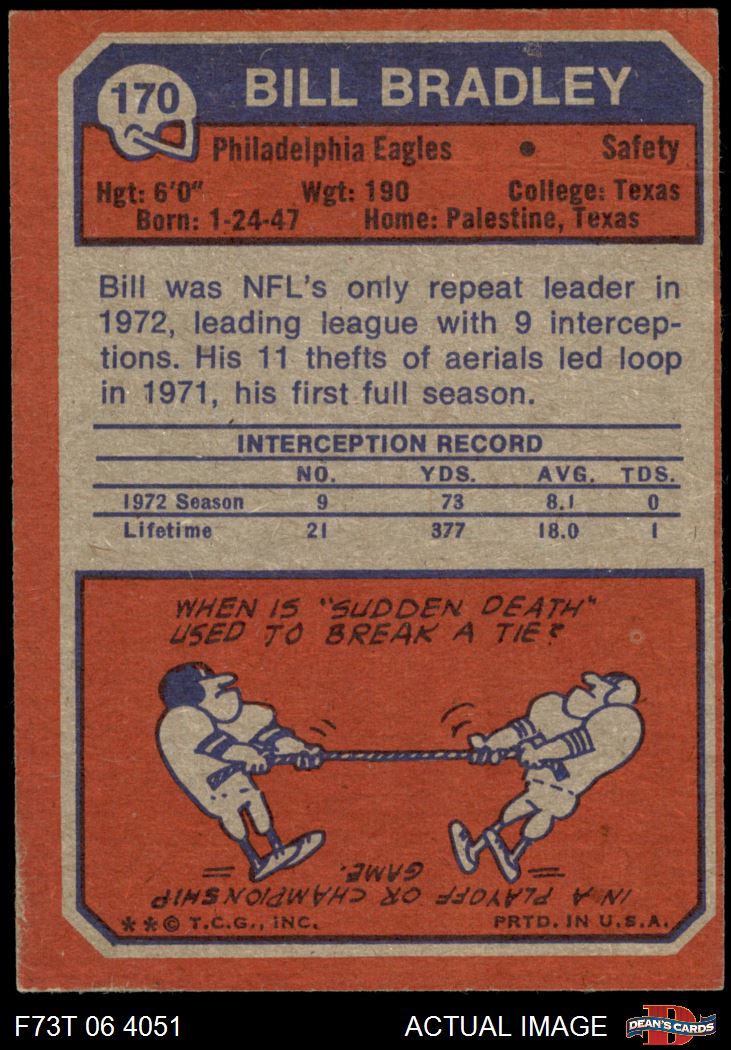 170
BILL BRADLEY
Philadelphia Eagles • Safety
Hgt: 6'0" Wgt: 190 College: Texas
Born: 1-24-47 Home: Palestine, Texas
Bill was NFL's only repeat leader in
1972, leading league with 9 intercep-
tions. His 11 thefts of aerials led loop
in 1971, his first full season.
INTERCEPTION RECORD
NO. YDS. AVG. TDS.
1972 Season 9 73 8.1 0
Lifetime 21 377 18.0 1
WHEN IS "SUDDEN DEATH"
USED TO BREAK A TIE?
IN A PLAYOFF OR CHAMPIONSHIP
GAME.
**© T.C.G., INC. PRTD. IN U.S.A.
F73T 06 4051 ACTUAL IMAGE
D
DEAN'S CARDS